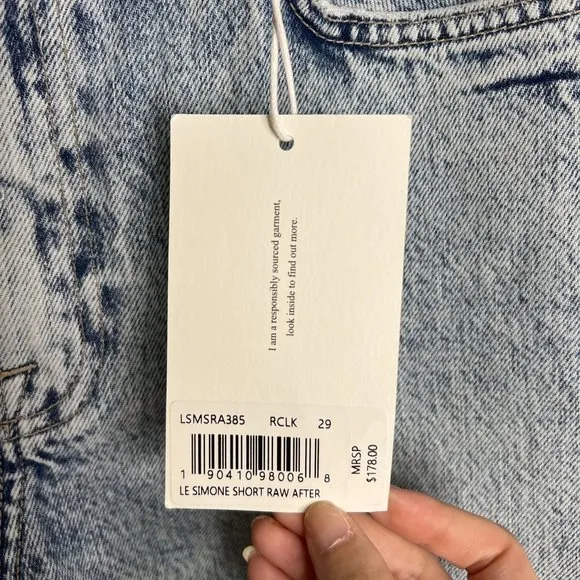 I am a responsibly sourced garment,
look inside to find out more.
LSMSRA385 RCLK 29
1 90410 98006 8
LE SIMONE SHORT RAW AFTER
MRSP
$178.00